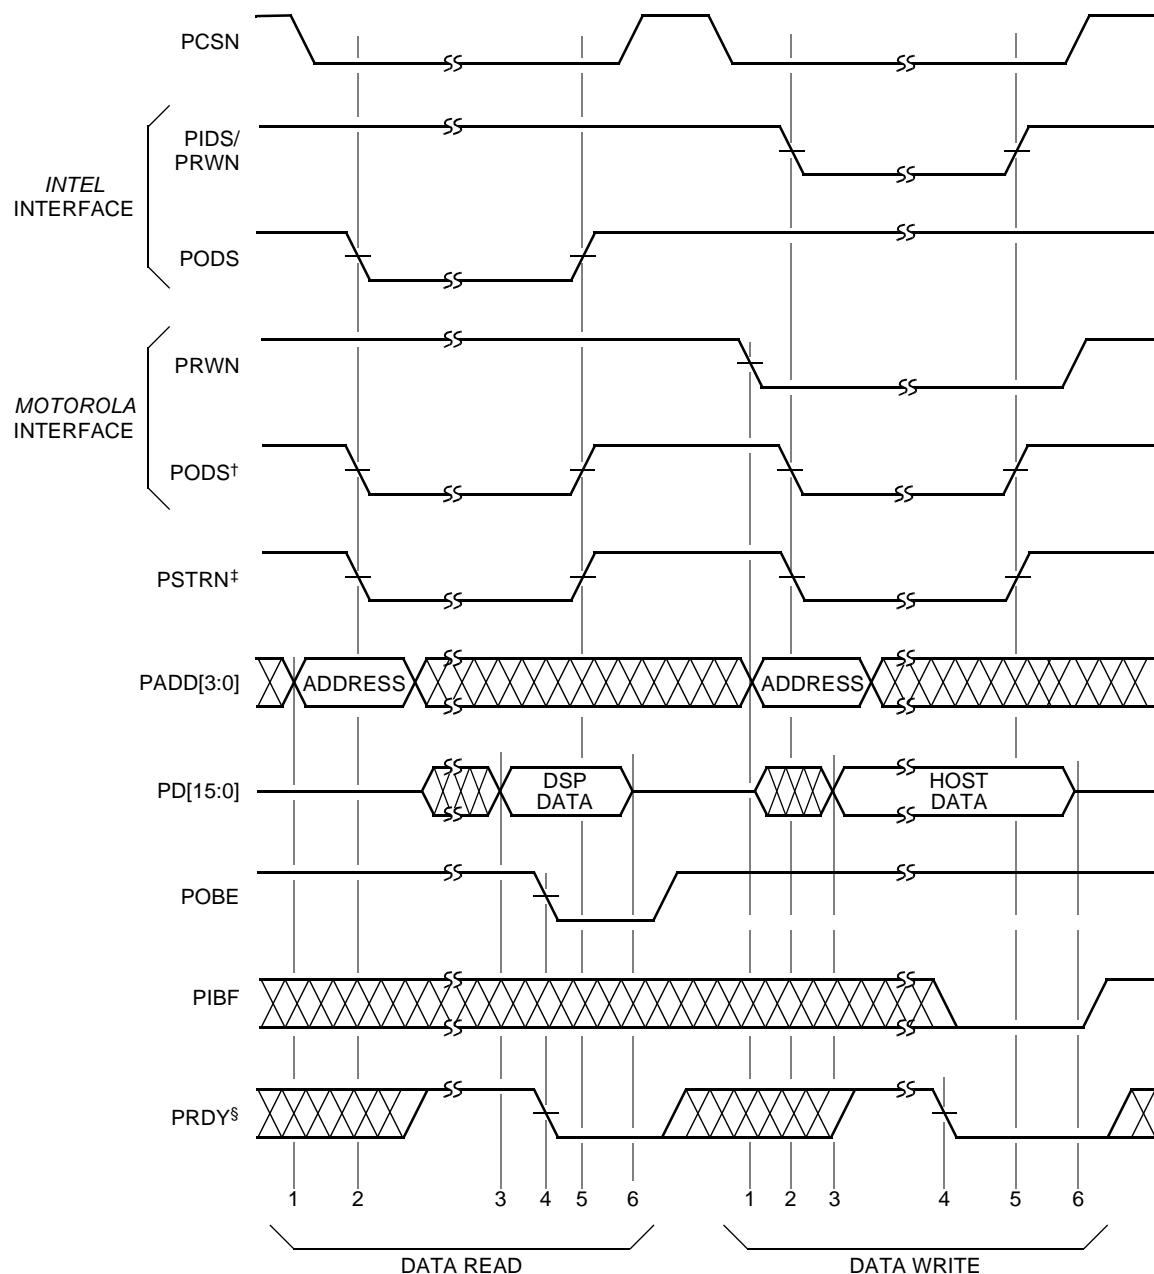 PCSN
PIDS/
PRWN
INTEL
INTERFACE
PODS
PRWN
MOTOROLA
INTERFACE
PODS†
PSTRN‡
PADD[3:0]
ADDRESS
ADDRESS
PD[15:0]
DSP
DATA
HOST
DATA
POBE
PIBF
PRDY§
1 2 3 4 5 6 1 2 3 4 5 6
DATA READ
DATA WRITE